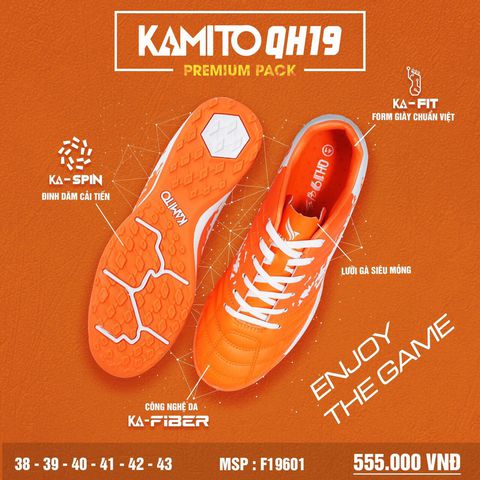 KAMITO QH19
PREMIUM PACK
KA-FIT
FORM GIÀY CHUẨN VIỆT
KA-SPIN
ĐINH DĂM CẢI TIẾN
QH19
41
KAMITO
LƯỠI GÀ SIÊU MỎNG
ENJOY
THE GAME
CÔNG NGHỆ DA
KA-FIBER
38 - 39 - 40 - 41 - 42 - 43
MSP : F19601
555.000 VNĐ